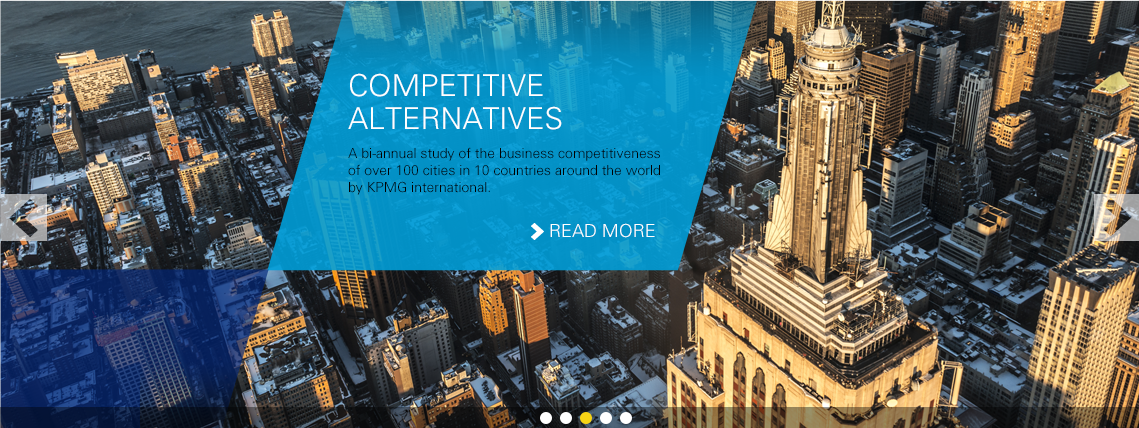 COMPETITIVE
ALTERNATIVES
A bi-annual study of the business competitiveness
of over 100 cities in 10 countries around the world
by KPMG international.
READ MORE